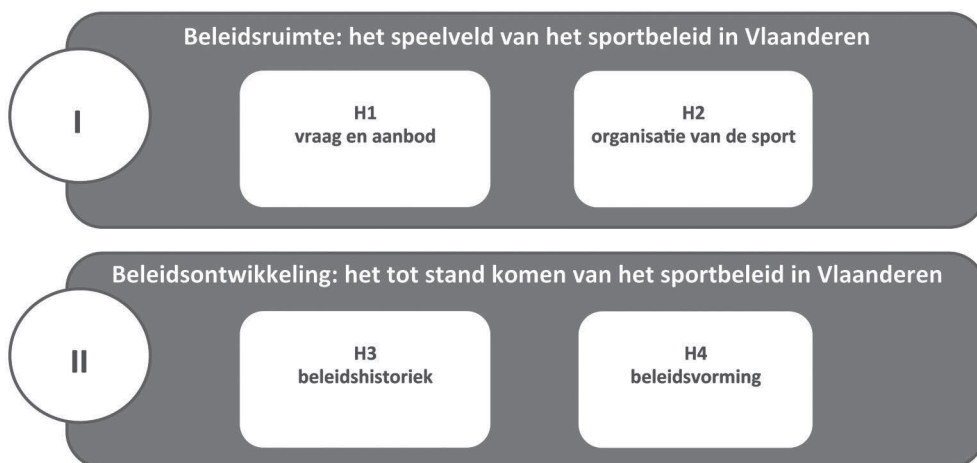 Beleidsruimte: het speelveld van het sportbeleid in Vlaanderen
I
H1
vraag en aanbod
H2
organisatie van de sport
Beleidsontwikkeling: het tot stand komen van het sportbeleid in Vlaanderen
II
H3
beleidshistoriek
H4
beleidsvorming